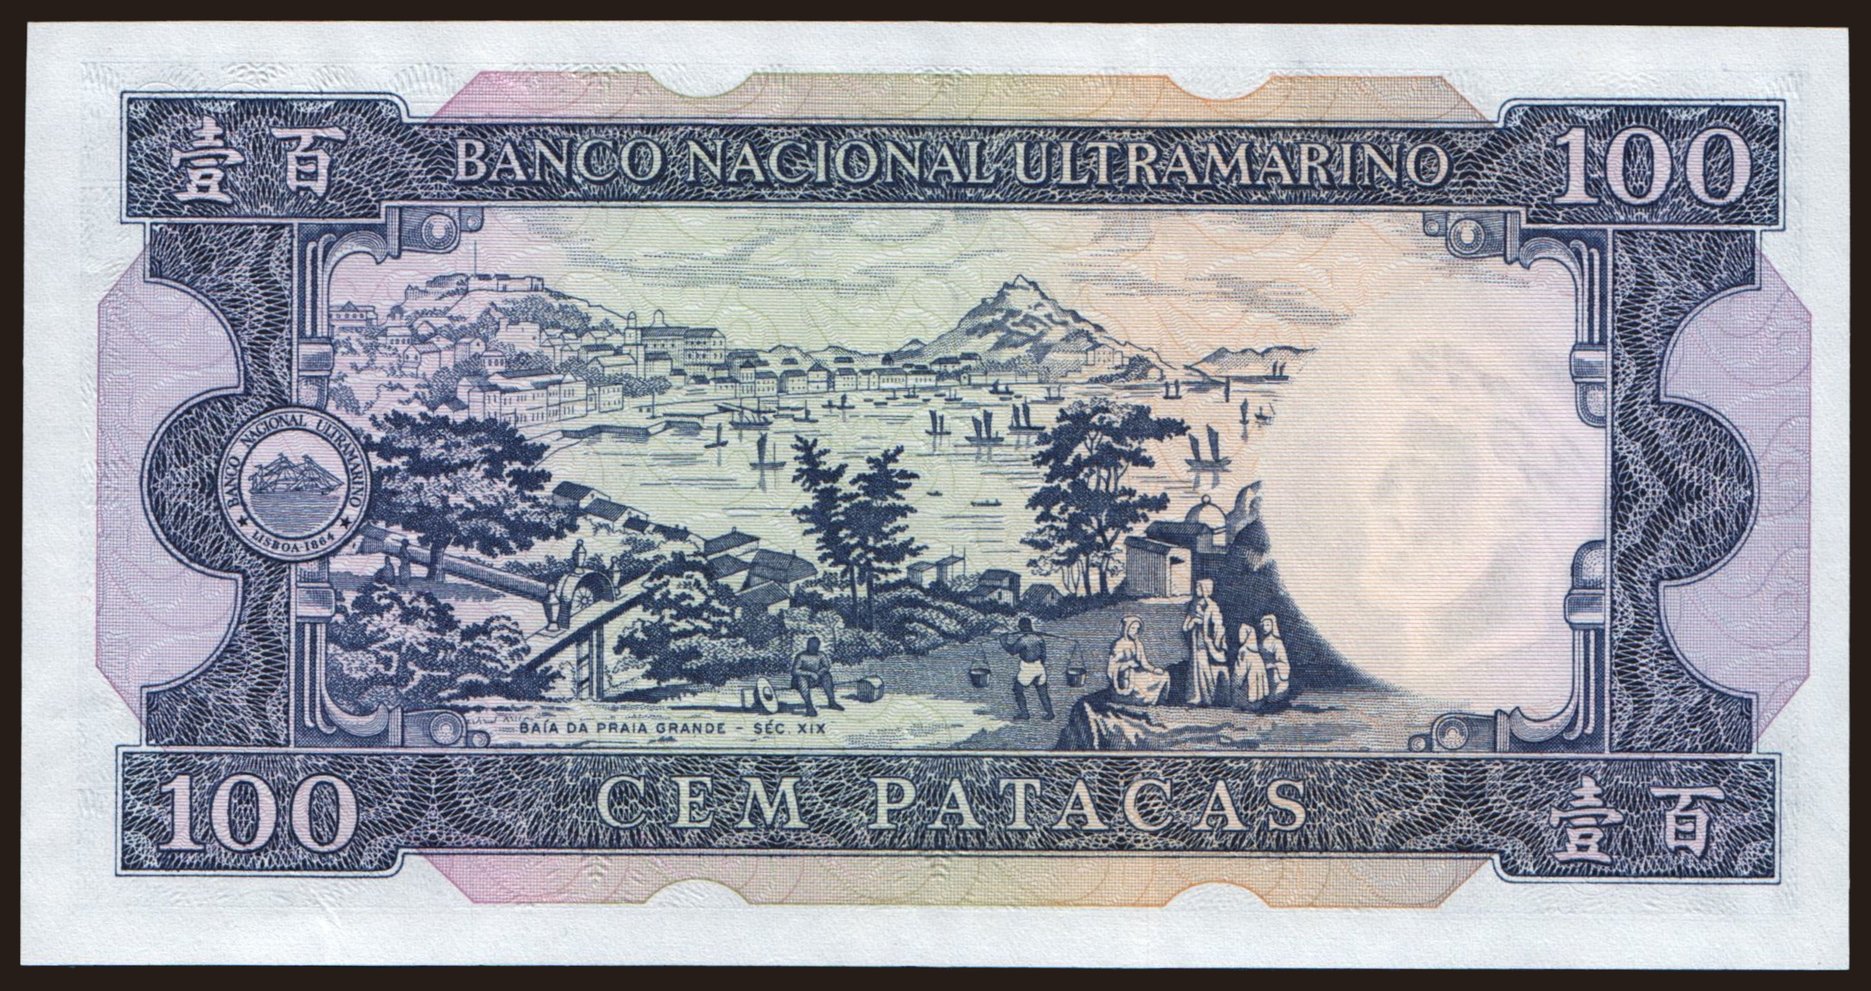 壹百
BANCO NACIONAL ULTRAMARINO
100
BANCO NACIONAL ULTRAMARINO
LISBOA-1864
BAÍA DA PRAIA GRANDE - SÉC. XIX
100
CEM PATACAS
壹百